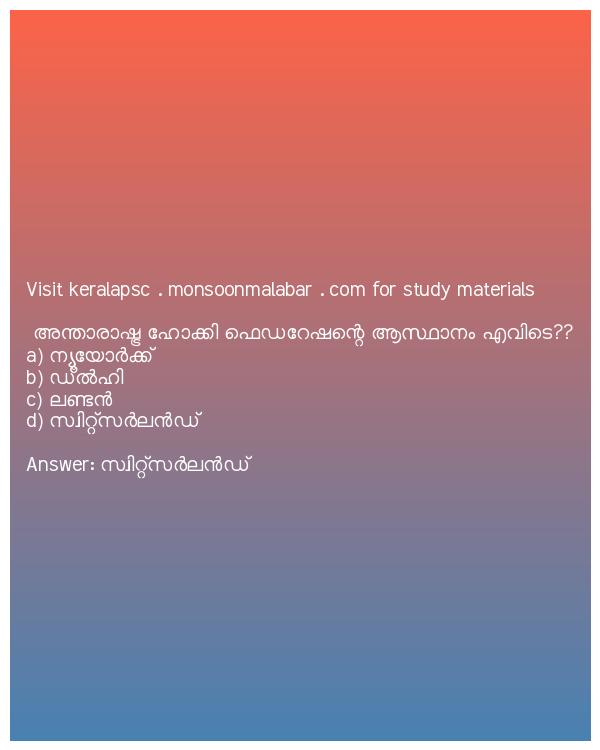 Visit keralapsc . monsoonmalabar . com for study materials
അന്താരാഷ്ട്ര ഹോക്കി ഫെഡറേഷന്റെ ആസ്ഥാനം എവിടെ??
a) ന്യൂയോർക്ക്
b) ഡൽഹി
c) ലണ്ടൻ
d) സ്വിറ്റ്സർലൻഡ്
Answer: സ്വിറ്റ്സർലൻഡ്